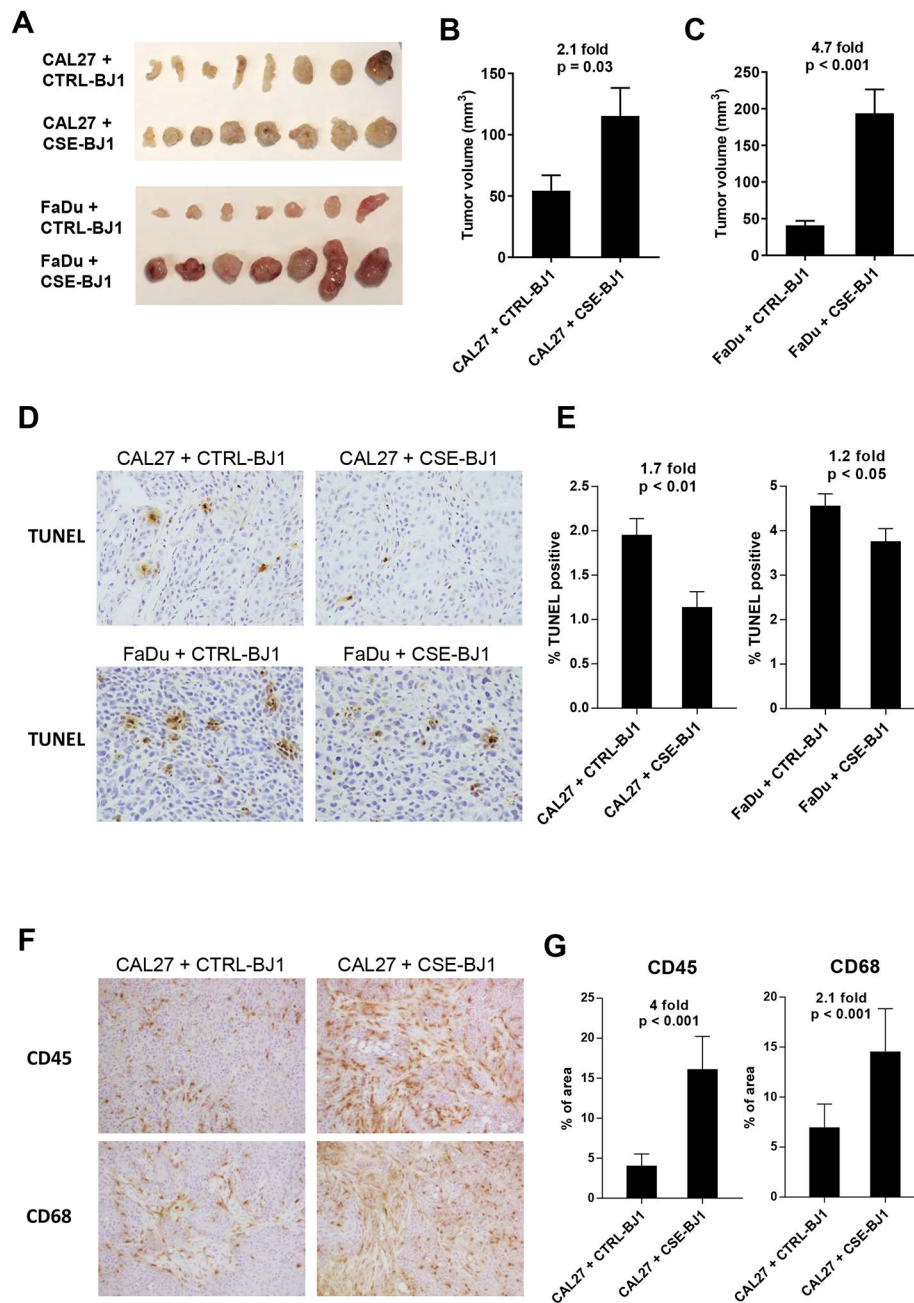 A
CAL27 +
CTRL-BJ1
CAL27 +
CSE-BJ1
FaDu +
CTRL-BJ1
FaDu +
CSE-BJ1
B
2.1 fold
p = 0.03
Tumor volume (mm³)
150
100
50
0
CAL27 + CTRL-BJ1
CAL27 + CSE-BJ1
C
4.7 fold
p < 0.001
Tumor volume (mm³)
250
200
150
100
50
0
FaDu + CTRL-BJ1
FaDu + CSE-BJ1
D
CAL27 + CTRL-BJ1
CAL27 + CSE-BJ1
TUNEL
FaDu + CTRL-BJ1
FaDu + CSE-BJ1
TUNEL
E
1.7 fold
p < 0.01
% TUNEL positive
2.5
2.0
1.5
1.0
0.5
0.0
CAL27 + CTRL-BJ1
CAL27 + CSE-BJ1
1.2 fold
p < 0.05
% TUNEL positive
5
4
3
2
1
0
FaDu + CTRL-BJ1
FaDu + CSE-BJ1
F
CAL27 + CTRL-BJ1
CAL27 + CSE-BJ1
CD45
CD68
G
CD45
4 fold
p < 0.001
% of area
25
20
15
10
5
0
CAL27 + CTRL-BJ1
CAL27 + CSE-BJ1
CD68
2.1 fold
p < 0.001
% of area
20
15
10
5
0
CAL27 + CTRL-BJ1
CAL27 + CSE-BJ1